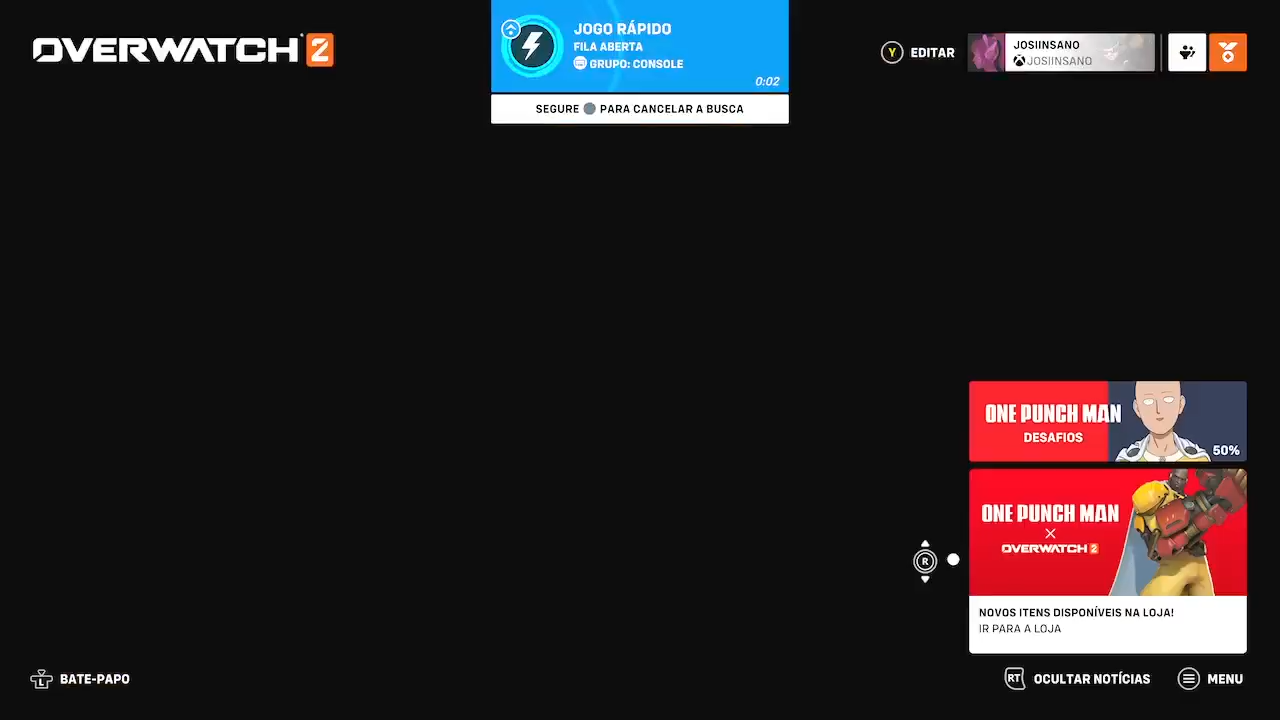 OVERWATCH 2
JOGO RÁPIDO
FILA ABERTA
GRUPO: CONSOLE
0:02
SEGURE PARA CANCELAR A BUSCA
Y EDITAR
JOSIINSANO
JOSIINSANO
ONE PUNCH MAN
DESAFIOS
50%
ONE PUNCH MAN
X
OVERWATCH 2
R
NOVOS ITENS DISPONÍVEIS NA LOJA!
IR PARA A LOJA
L BATE-PAPO
RT OCULTAR NOTÍCIAS
MENU